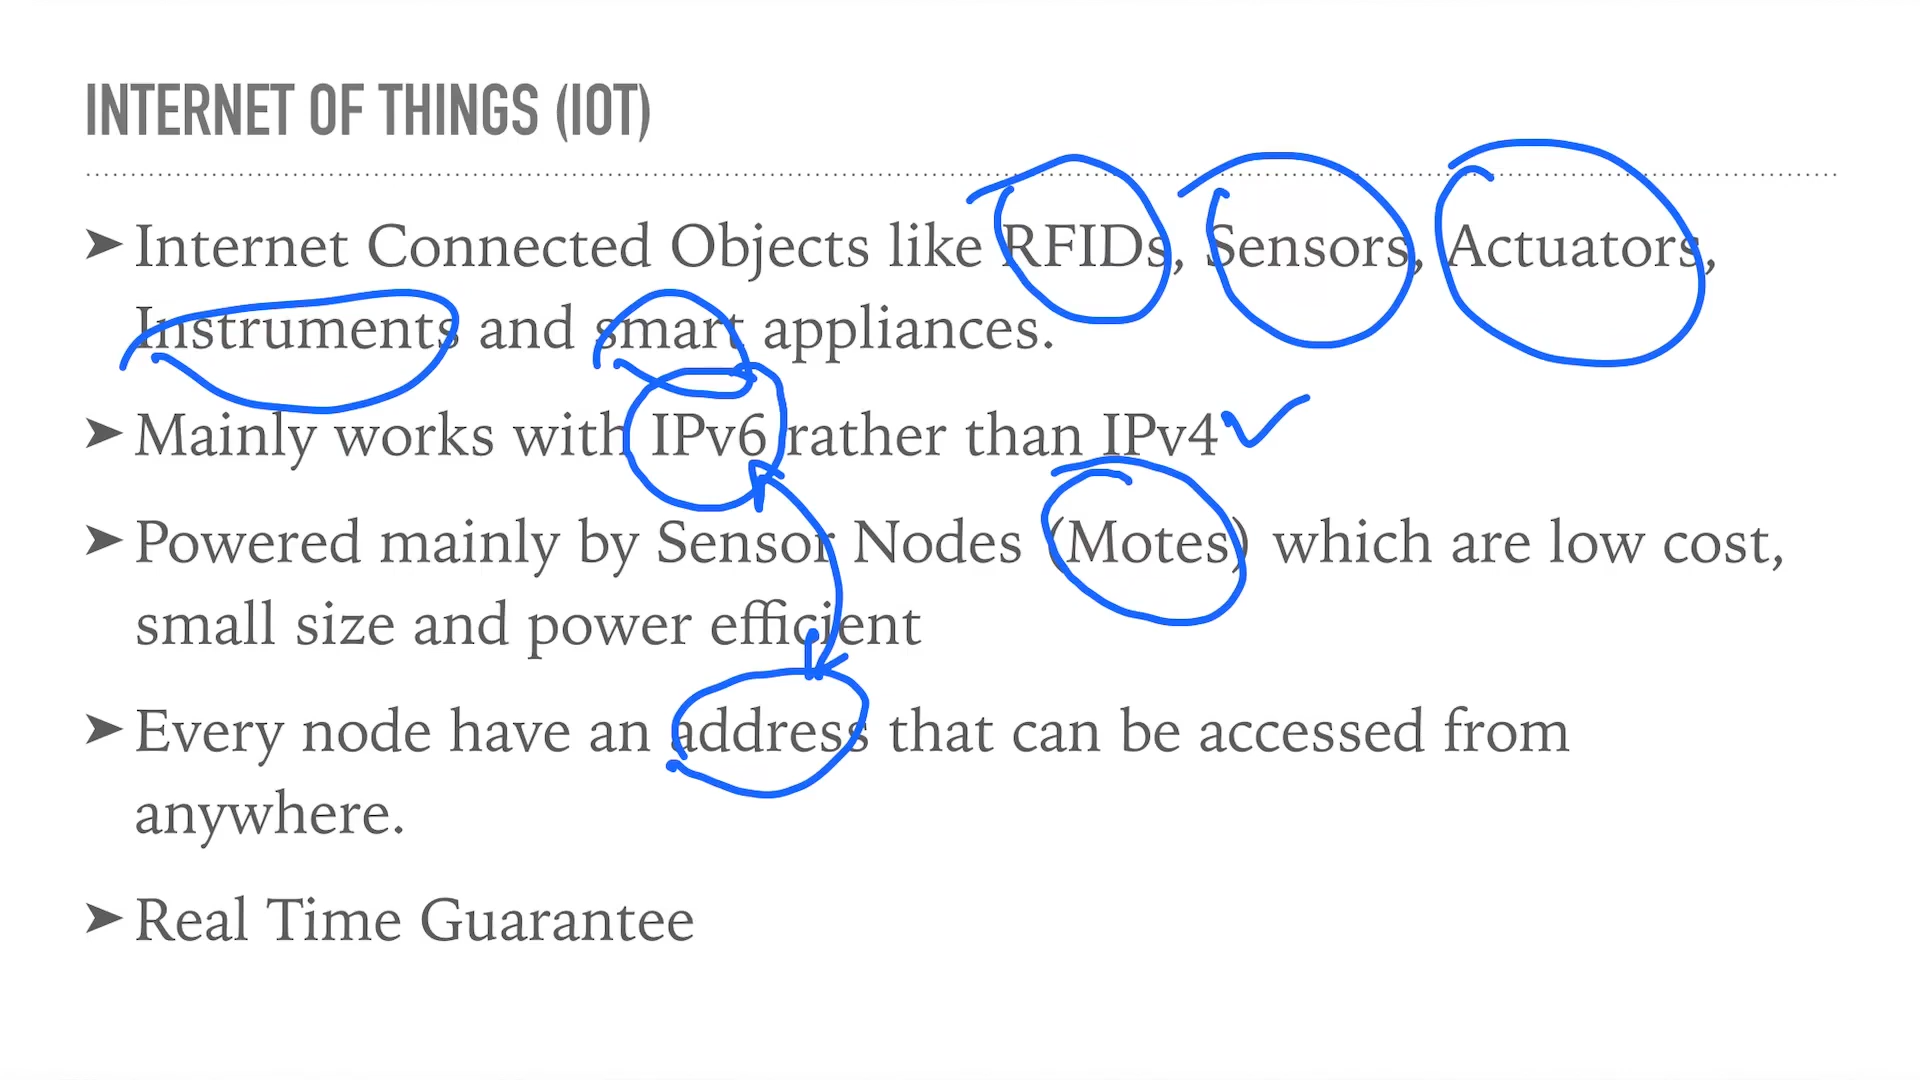 INTERNET OF THINGS (IOT)
➤ Internet Connected Objects like RFIDs, Sensors, Actuators,
Instruments and smart appliances.
➤ Mainly works with IPv6 rather than IPv4
➤ Powered mainly by Sensor Nodes (Motes) which are low cost,
small size and power efficient
➤ Every node have an address that can be accessed from
anywhere.
➤ Real Time Guarantee